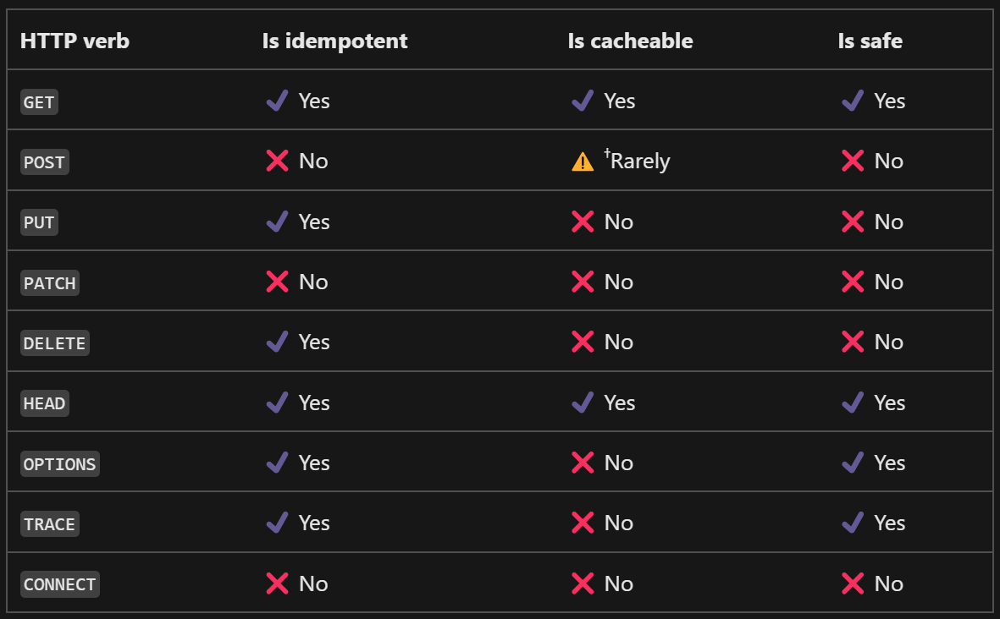 HTTP verb Is idempotent Is cacheable Is safe
GET Yes Yes Yes
POST No †Rarely No
PUT Yes No No
PATCH No No No
DELETE Yes No No
HEAD Yes Yes Yes
OPTIONS Yes No Yes
TRACE Yes No Yes
CONNECT No No No